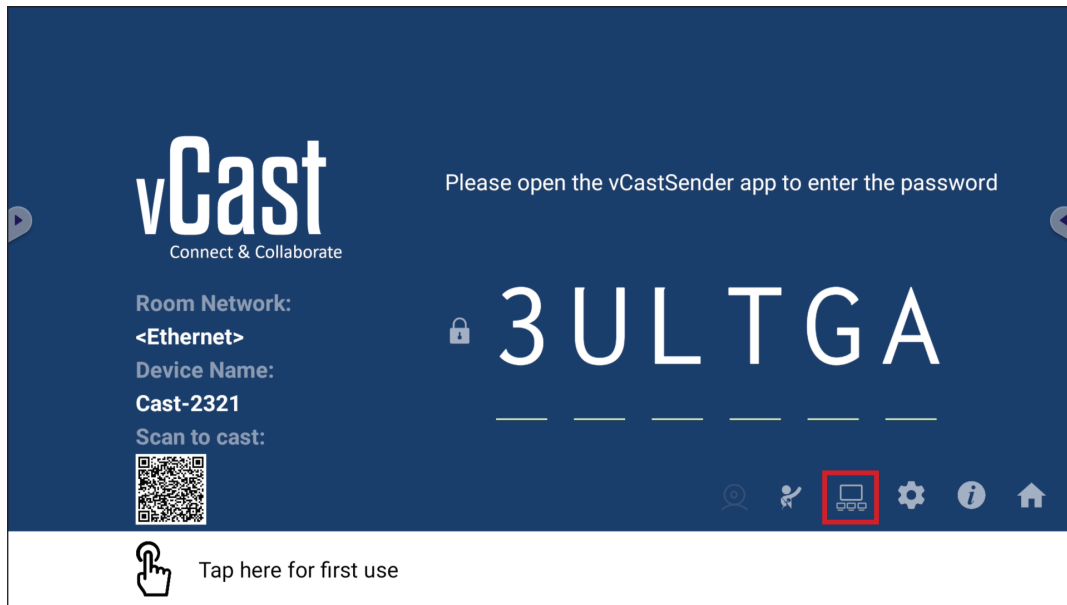 vCast
Connect & Collaborate
Please open the vCastSender app to enter the password
Room Network:
<Ethernet>
Device Name:
Cast-2321
Scan to cast:
3ULTGA
Tap here for first use